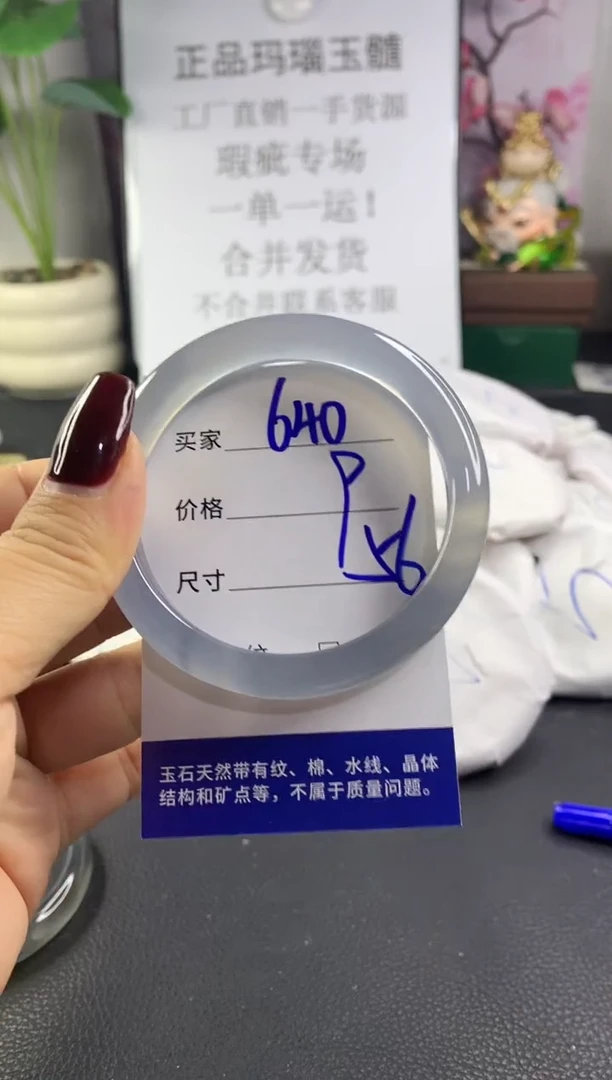 正品玛瑙玉髓
工厂直销一手货源
瑕疵专场
一单一运!
合并发货
不合并联系客服
买家 640
价格
尺寸
玉石天然带有纹、棉、水线、晶体
结构和矿点等，不属于质量问题。